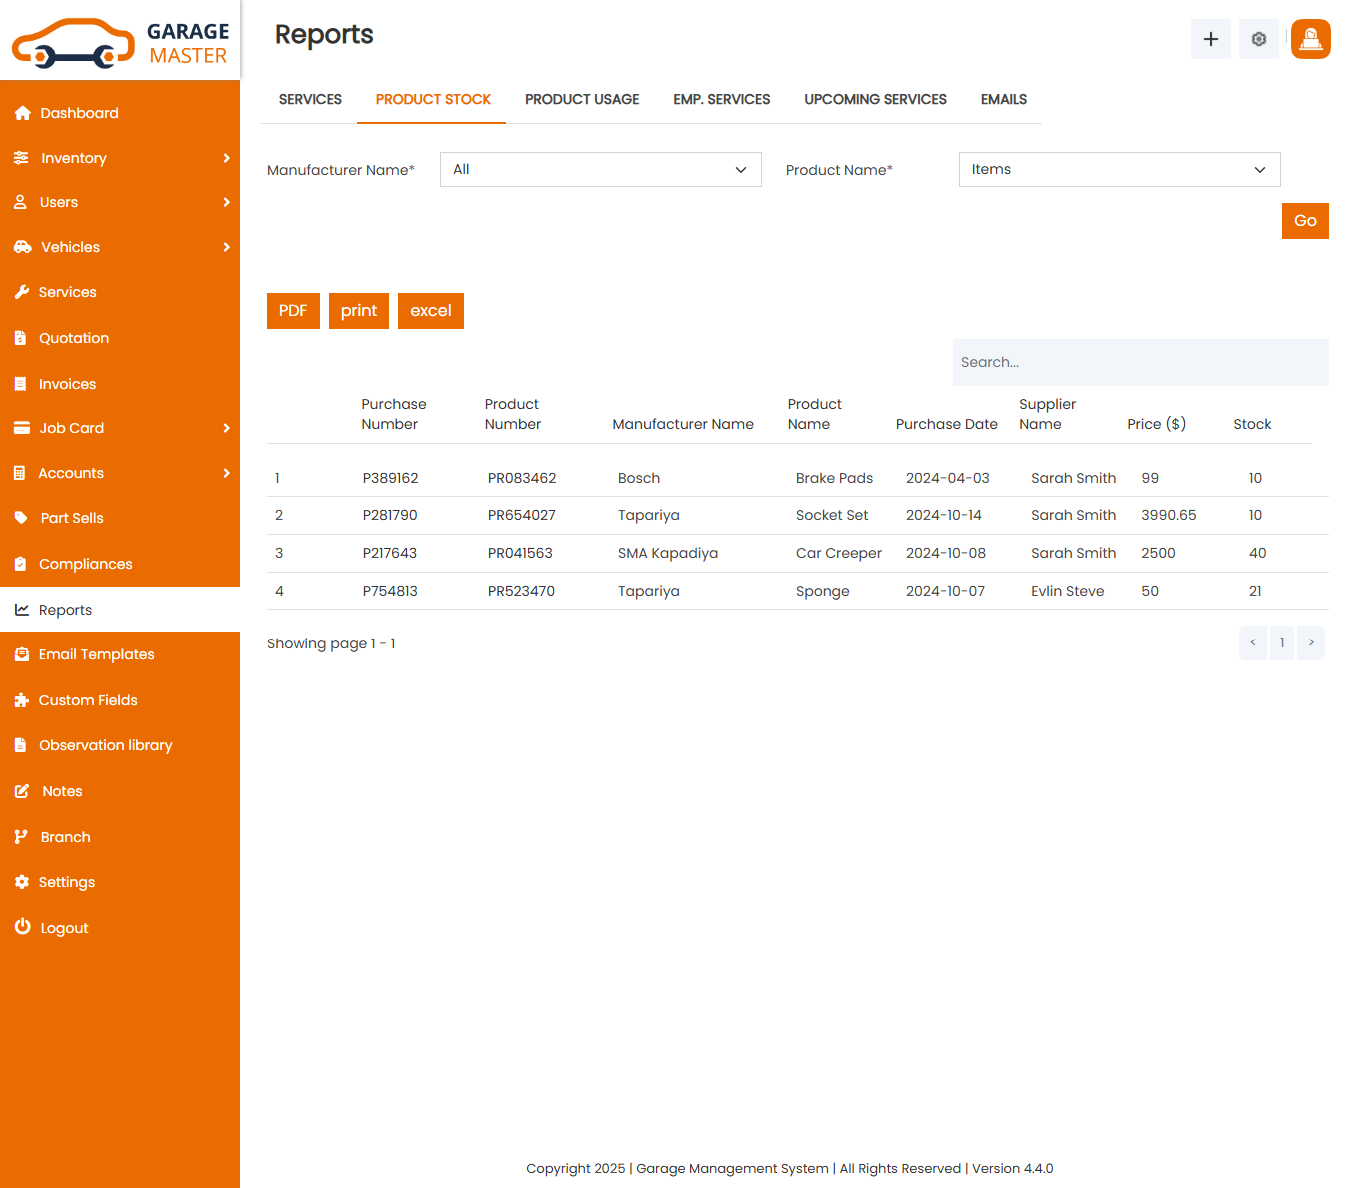 GARAGE
MASTER
Reports
SERVICES PRODUCT STOCK PRODUCT USAGE EMP. SERVICES UPCOMING SERVICES EMAILS
Dashboard
Inventory
Users
Vehicles
Services
Quotation
Invoices
Job Card
Accounts
Part Sells
Compliances
Reports
Email Templates
Custom Fields
Observation library
Notes
Branch
Settings
Logout
Manufacturer Name* All Product Name* Items
Go
PDF print excel
Search...
Purchase Number Product Number Manufacturer Name Product Name Purchase Date Supplier Name Price ($) Stock
1 P389162 PR083462 Bosch Brake Pads 2024-04-03 Sarah Smith 99 10
2 P281790 PR654027 Tapariya Socket Set 2024-10-14 Sarah Smith 3990.65 10
3 P217643 PR041563 SMA Kapadiya Car Creeper 2024-10-08 Sarah Smith 2500 40
4 P754813 PR523470 Tapariya Sponge 2024-10-07 Evlin Steve 50 21
Showing page 1 - 1 < 1 >
Copyright 2025 | Garage Management System | All Rights Reserved | Version 4.4.0